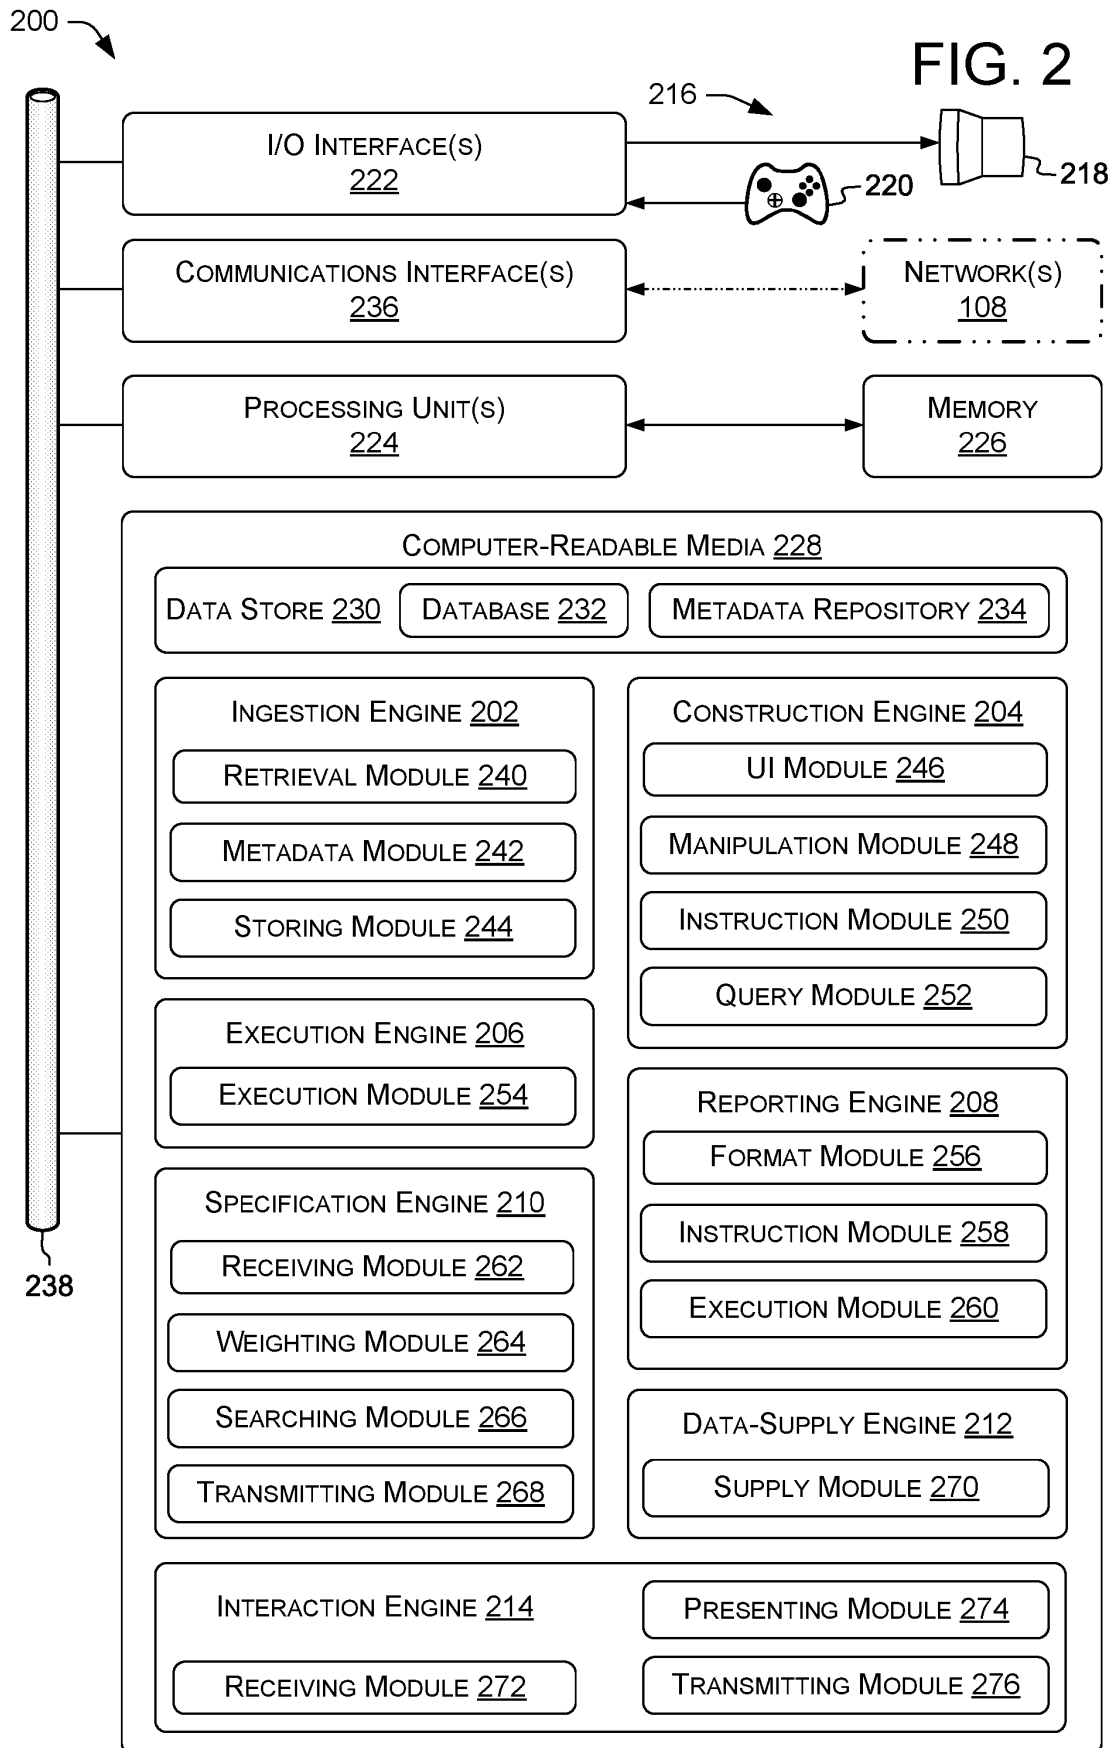 200
FIG. 2
216
I/O INTERFACE(S)
222
220
218
COMMUNICATIONS INTERFACE(S)
236
NETWORK(S)
108
PROCESSING UNIT(S)
224
MEMORY
226
COMPUTER-READABLE MEDIA 228
DATA STORE 230
DATABASE 232
METADATA REPOSITORY 234
INGESTION ENGINE 202
RETRIEVAL MODULE 240
METADATA MODULE 242
STORING MODULE 244
CONSTRUCTION ENGINE 204
UI MODULE 246
MANIPULATION MODULE 248
INSTRUCTION MODULE 250
QUERY MODULE 252
EXECUTION ENGINE 206
EXECUTION MODULE 254
REPORTING ENGINE 208
FORMAT MODULE 256
INSTRUCTION MODULE 258
EXECUTION MODULE 260
SPECIFICATION ENGINE 210
RECEIVING MODULE 262
WEIGHTING MODULE 264
SEARCHING MODULE 266
TRANSMITTING MODULE 268
238
DATA-SUPPLY ENGINE 212
SUPPLY MODULE 270
INTERACTION ENGINE 214
RECEIVING MODULE 272
PRESENTING MODULE 274
TRANSMITTING MODULE 276